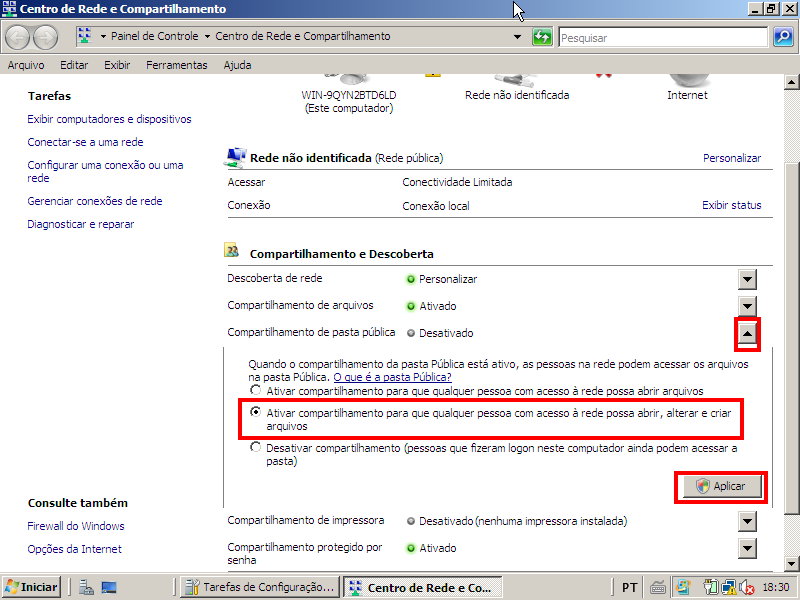 Centro de Rede e Compartilhamento
Painel de Controle
Centro de Rede e Compartilhamento
Pesquisar
Arquivo Editar Exibir Ferramentas Ajuda
Tarefas
Exibir computadores e dispositivos
Conectar-se a uma rede
Configurar uma conexão ou uma
rede
Gerenciar conexões de rede
Diagnosticar e reparar
Consulte também
Firewall do Windows
Opções da Internet
WIN-9QYN2BTD6LD
(Este computador)
Rede não identificada
Internet
Rede não identificada (Rede pública)
Personalizar
Acessar
Conectividade Limitada
Conexão
Conexão local
Exibir status
Compartilhamento e Descoberta
Descoberta de rede
Personalizar
Compartilhamento de arquivos
Ativado
Compartilhamento de pasta pública
Desativado
Quando o compartilhamento da pasta Pública está ativo, as pessoas na rede podem acessar os arquivos
na pasta Pública. O que é a pasta Pública?
Ativar compartilhamento para que qualquer pessoa com acesso à rede possa abrir arquivos
Ativar compartilhamento para que qualquer pessoa com acesso à rede possa abrir, alterar e criar
arquivos
Desativar compartilhamento (pessoas que fizeram logon neste computador ainda podem acessar a
pasta)
Aplicar
Compartilhamento de impressora
Desativado (nenhuma impressora instalada)
Compartilhamento protegido por
senha
Ativado
Iniciar
Tarefas de Configuração...
Centro de Rede e Co...
PT
18:30